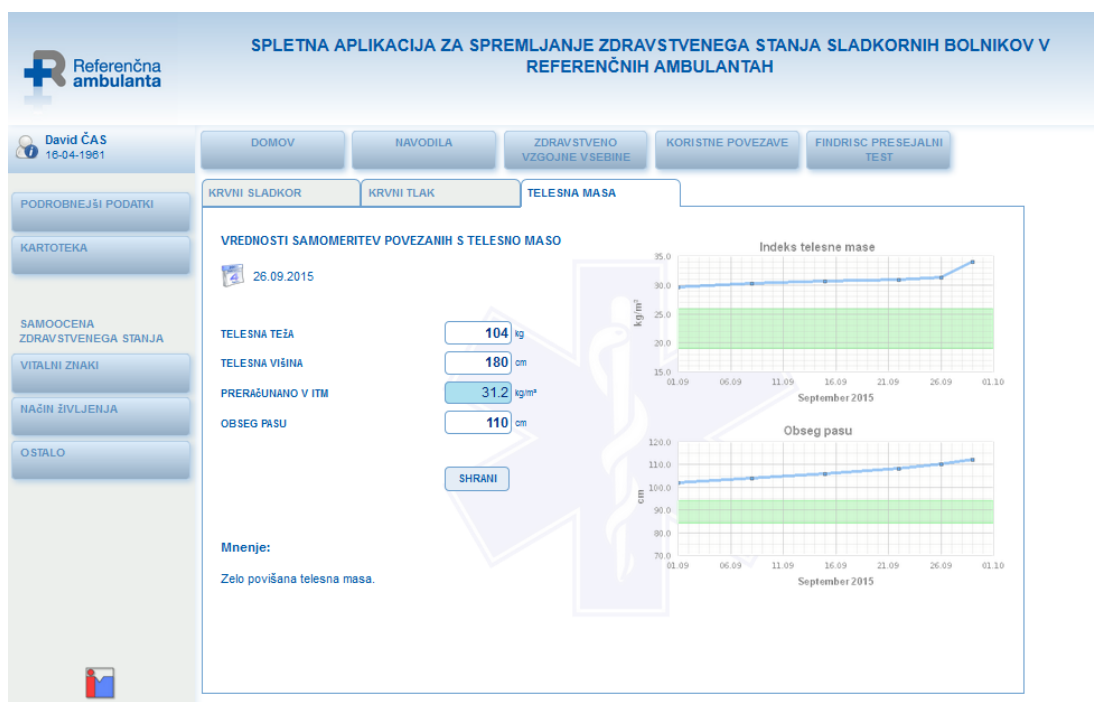 SPLETNA APLIKACIJA ZA SPREMLJANJE ZDRAVSTVENEGA STANJA SLADKORNIH BOLNIKOV V
REFERENČNIH AMBULANTAH
Referenčna
ambulanta
David ČAS
16-04-1961
DOMOV
NAVODILA
ZDRAVSTVENO
VZGOJNE VSEBINE
KORISTNE POVEZAVE
FINDRISC PRESEJALNI
TEST
PODROBNEJšI PODATKI
KARTOTEKA
SAMOOCENA
ZDRAVSTVENEGA STANJA
VITALNI ZNAKI
NAčIN žIVLJENJA
OSTALO
KRVNI SLADKOR
KRVNI TLAK
TELESNA MASA
VREDNOSTI SAMOMERITEV POVEZANIH S TELESNO MASO
26.09.2015
TELESNA TEžA 104 kg
TELESNA VIšINA 180 cm
PRERAčUNANO V ITM 31.2 kg/m²
OBSEG PASU 110 cm
SHRANI
Mnenje:
Zelo povišana telesna masa.
Indeks telesne mase
35.0
30.0
25.0
20.0
15.0
kg/m²
01.09 06.09 11.09 16.09 21.09 26.09 01.10
September 2015
Obseg pasu
120.0
110.0
100.0
90.0
80.0
70.0
cm
01.09 06.09 11.09 16.09 21.09 26.09 01.10
September 2015